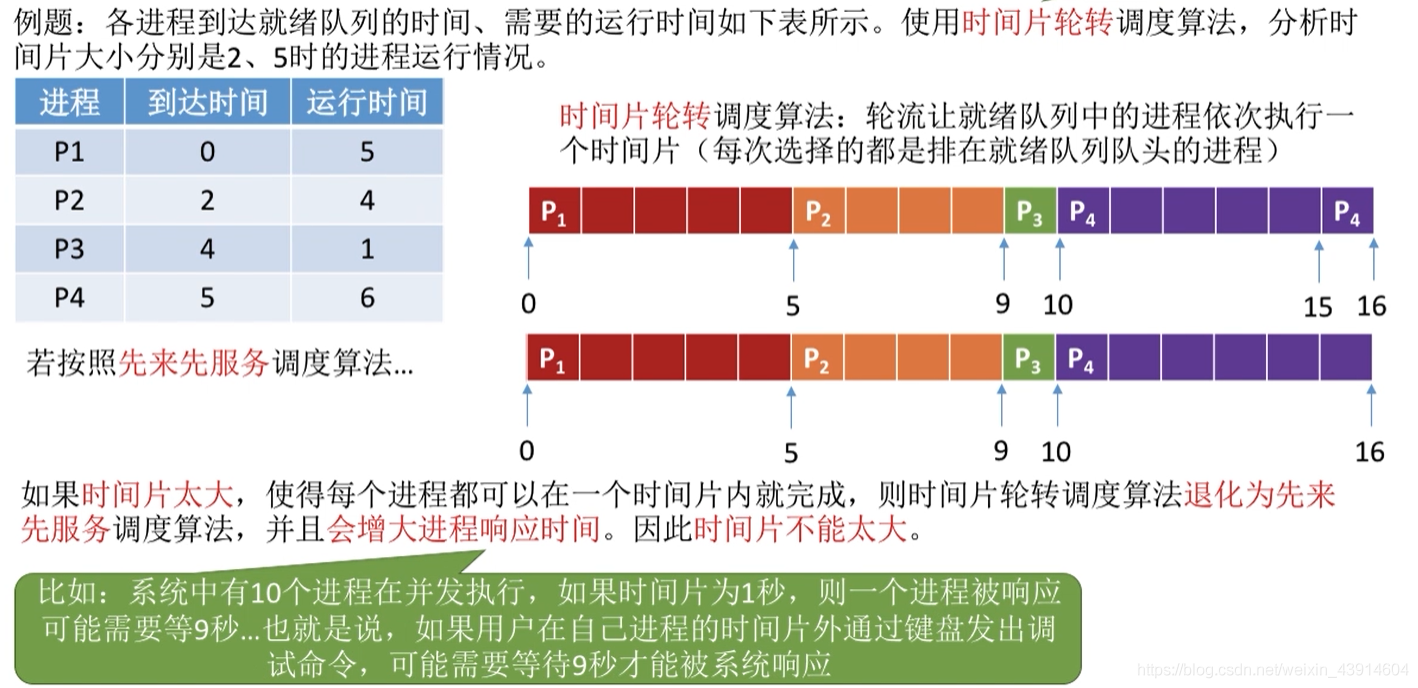 例题：各进程到达就绪队列的时间、需要的运行时间如下表所示。使用时间片轮转调度算法，分析时
间片大小分别是2、5时的进程运行情况。
进程 到达时间 运行时间
P1 0 5
P2 2 4
P3 4 1
P4 5 6
时间片轮转调度算法：轮流让就绪队列中的进程依次执行一
个时间片（每次选择的都是排在就绪队列队头的进程）
P1 P2 P3 P4 P4
0 5 9 10 15 16
若按照先来先服务调度算法...
P1 P2 P3 P4
0 5 9 10 16
如果时间片太大，使得每个进程都可以在一个时间片内就完成，则时间片轮转调度算法退化为先来
先服务调度算法，并且会增大进程响应时间。因此时间片不能太大。
比如：系统中有10个进程在并发执行，如果时间片为1秒，则一个进程被响应
可能需要等9秒...也就是说，如果用户在自己进程的时间片外通过键盘发出调
试命令，可能需要等待9秒才能被系统响应
https://blog.csdn.net/weixin_43914604